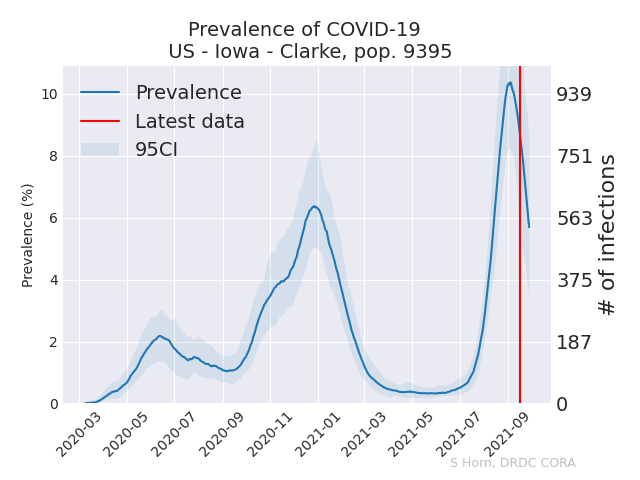 Prevalence of COVID-19
US - Iowa - Clarke, pop. 9395
Prevalence
Latest data
95CI
Prevalence (%)
10
8
6
4
2
0
939
751
563
375
187
0
# of infections
2020-03
2020-05
2020-07
2020-09
2020-11
2021-01
2021-03
2021-05
2021-07
2021-09
S Horn, DRDC CORA